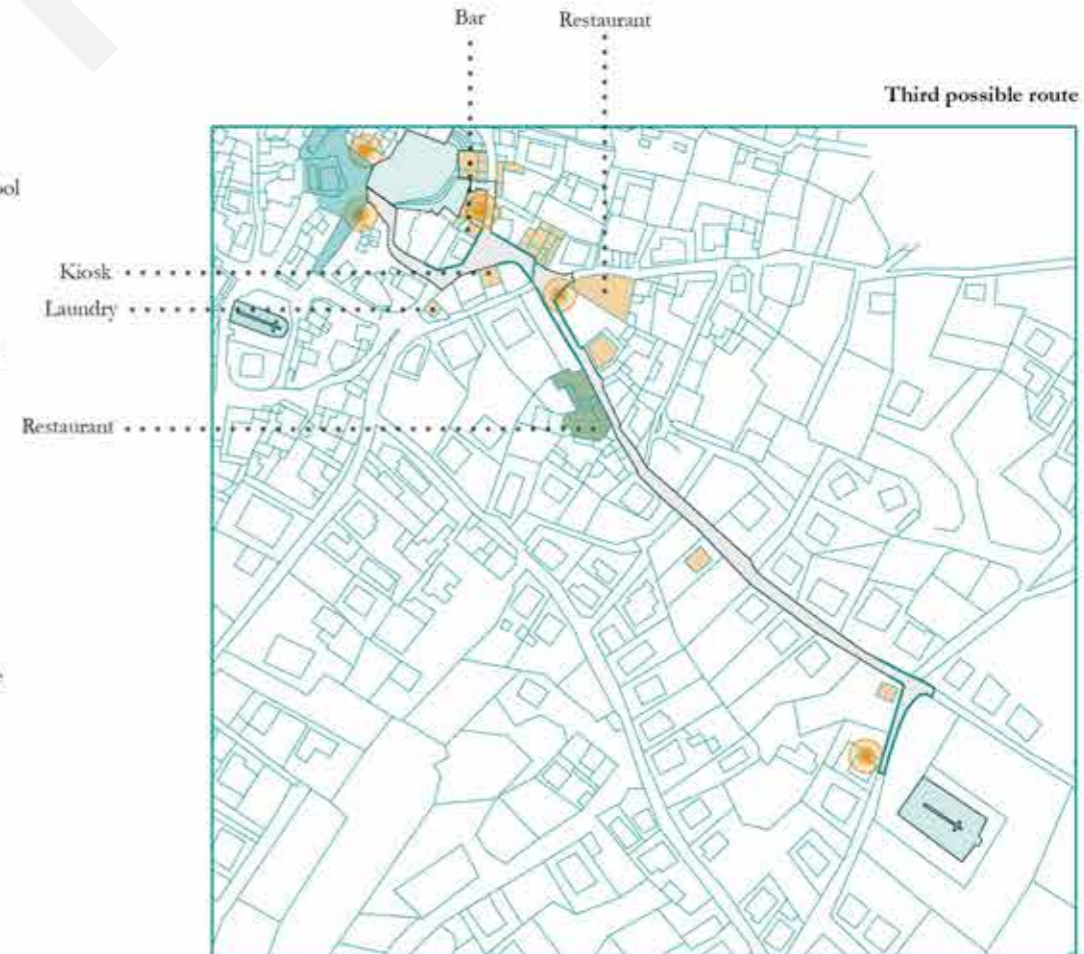 Bar
Restaurant
Third possible route
Kiosk
Laundry
Restaurant